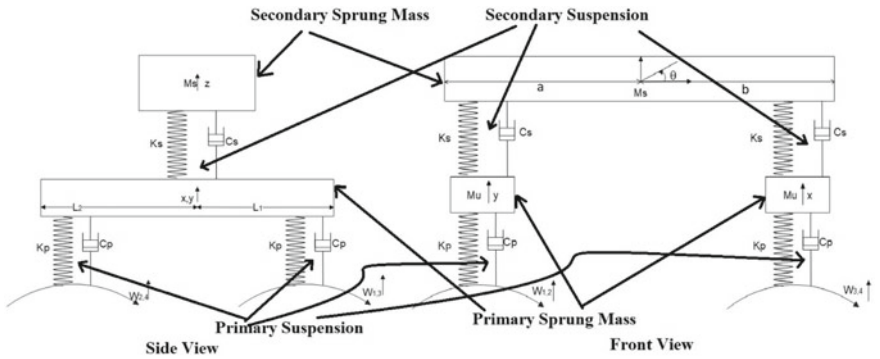 Secondary Sprung Mass
Secondary Suspension
Ms z
θ
a
b
Ms
Ks
Cs
Ks
Cs
Ks
Cs
x,y
L2
L1
Mu y
Mu x
Kp
Cp
Kp
Cp
Kp
Cp
Kp
Cp
W2,4
W1,3
W1,2
W3,4
Primary Suspension
Primary Sprung Mass
Side View
Front View